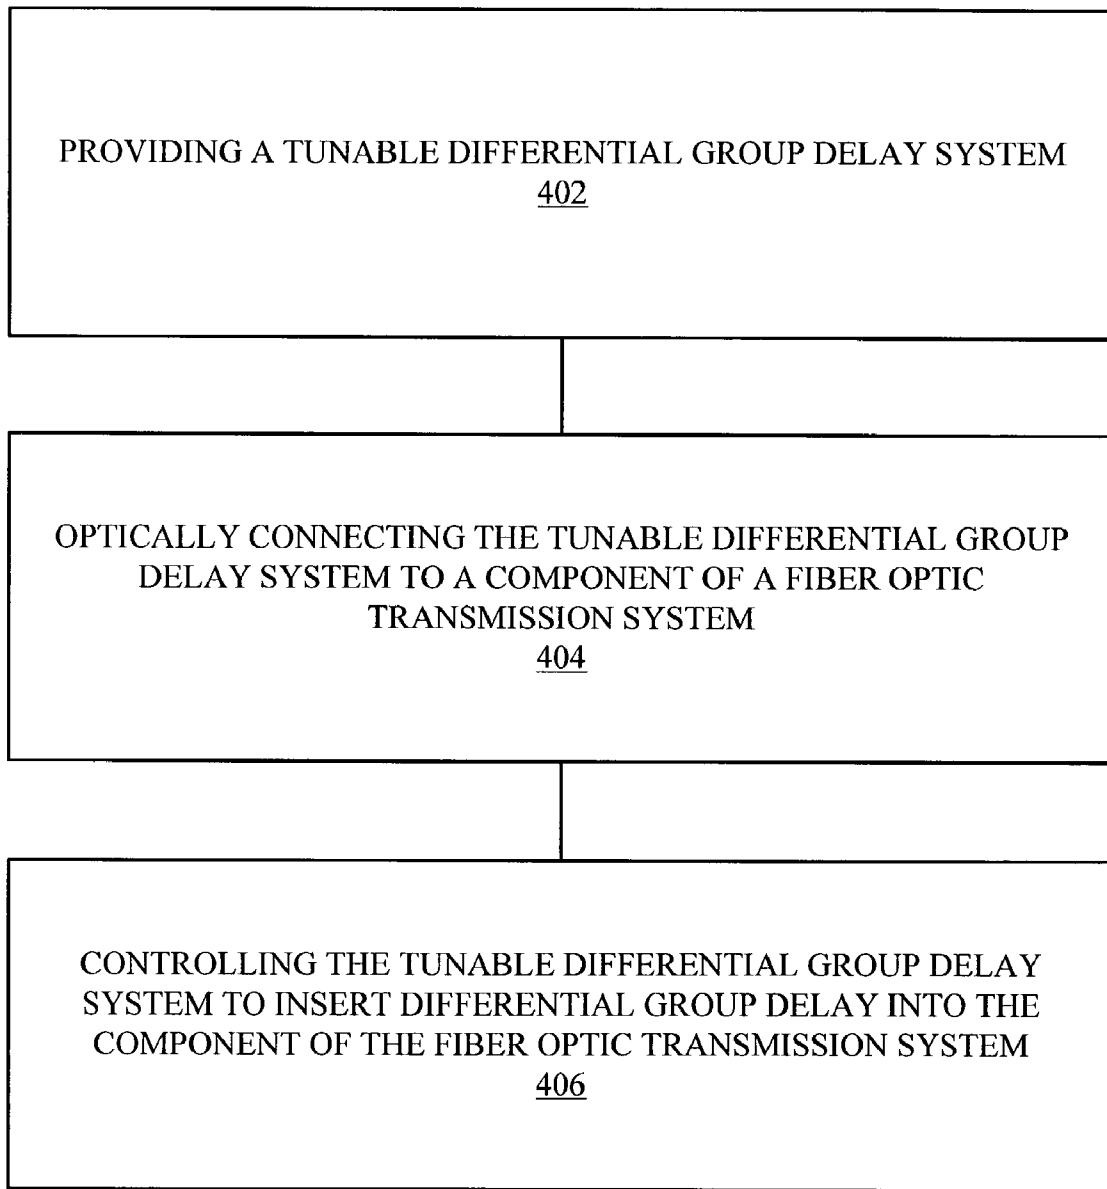 PROVIDING A TUNABLE DIFFERENTIAL GROUP DELAY SYSTEM
402
OPTICALLY CONNECTING THE TUNABLE DIFFERENTIAL GROUP
DELAY SYSTEM TO A COMPONENT OF A FIBER OPTIC
TRANSMISSION SYSTEM
404
CONTROLLING THE TUNABLE DIFFERENTIAL GROUP DELAY
SYSTEM TO INSERT DIFFERENTIAL GROUP DELAY INTO THE
COMPONENT OF THE FIBER OPTIC TRANSMISSION SYSTEM
406